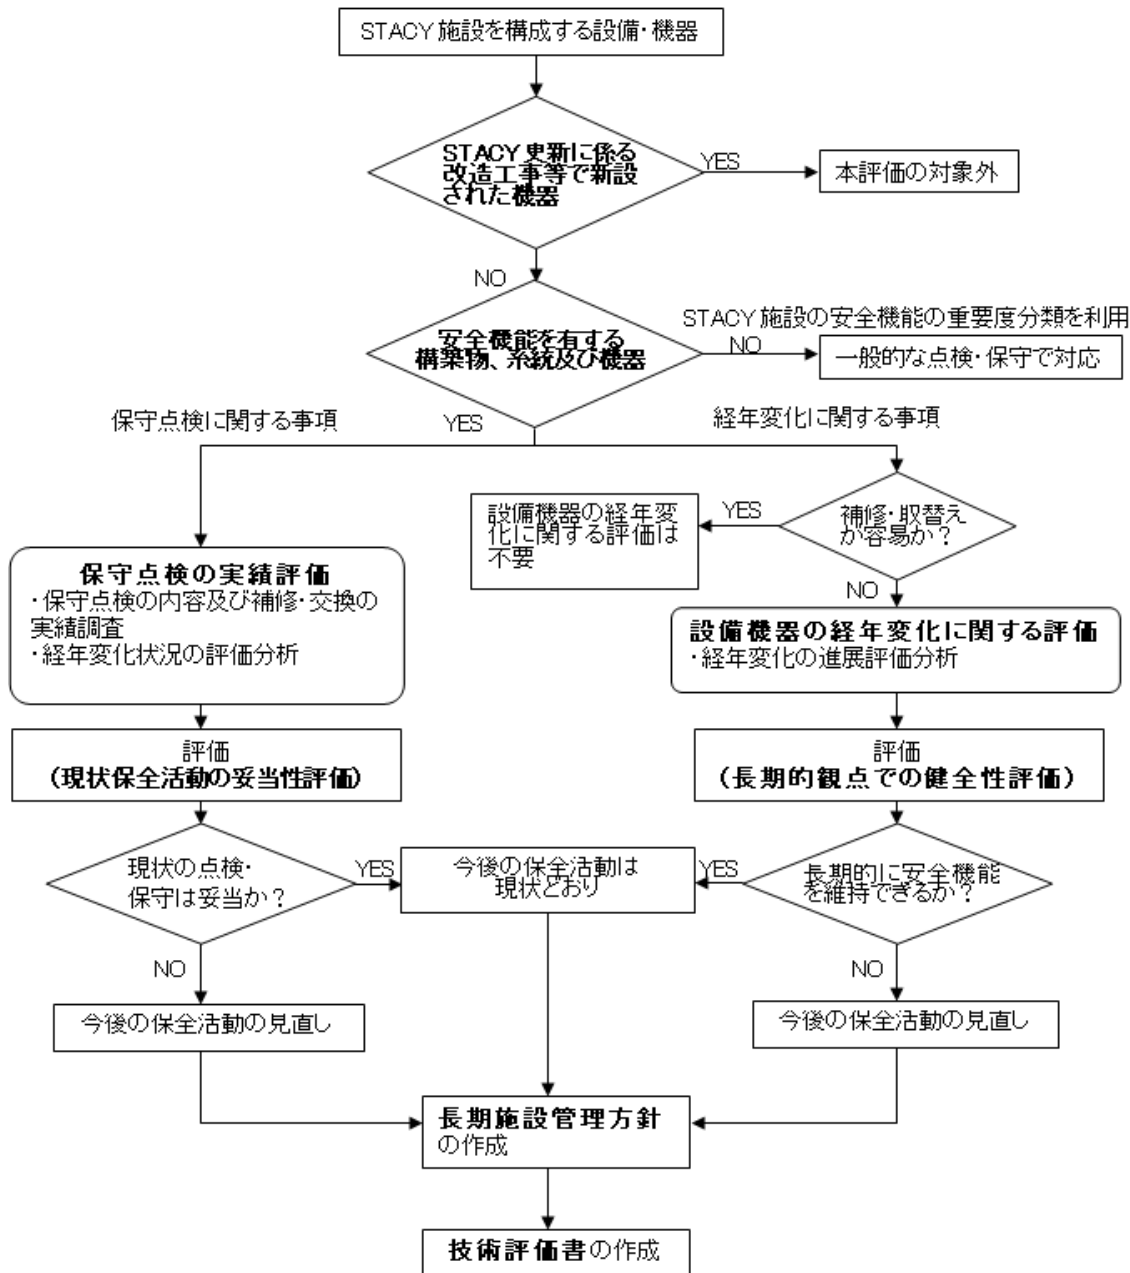 STACY 施設を構成する設備・機器
STACY 更新に係る
改造工事等で新設
された機器
YES
本評価の対象外
NO
STACY 施設の安全機能の重要度分類を利用
安全機能を有する
構築物、系統及び機器
NO
一般的な点検・保守で対応
保守点検に関する事項
YES
経年変化に関する事項
設備機器の経年変
化に関する評価は
不要
YES
補修・取替え
が容易か？
NO
保守点検の実績評価
・保守点検の内容及び補修・交換の
実績調査
・経年変化状況の評価分析
設備機器の経年変化に関する評価
・経年変化の進展評価分析
評価
（現状保全活動の妥当性評価）
評価
（長期的観点での健全性評価）
現状の点検・
保守は妥当か？
YES
今後の保全活動は
現状どおり
YES
長期的に安全機能
を維持できるか？
NO
NO
今後の保全活動の見直し
今後の保全活動の見直し
長期施設管理方針
の作成
技術評価書の作成